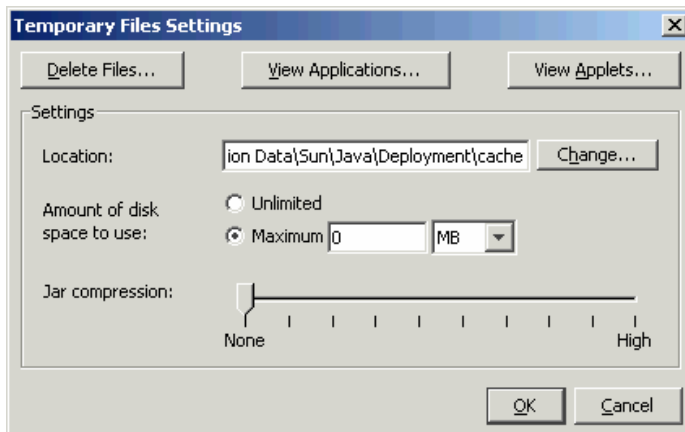 Temporary Files Settings
Delete Files... View Applications... View Applets...
Settings
Location: ion Data\Sun\Java\Deployment\cache Change...
Amount of disk space to use:
Unlimited
Maximum 0 MB
Jar compression:
None High
OK Cancel